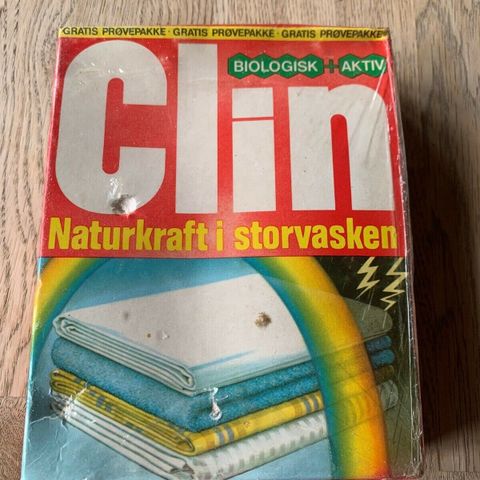 GRATIS PRØVEPAKKE · GRATIS PRØVEPAKKE · GRATIS PRØVEPAKKE
Clin
BIOLOGISK + AKTIV
Naturkraft i storvasken